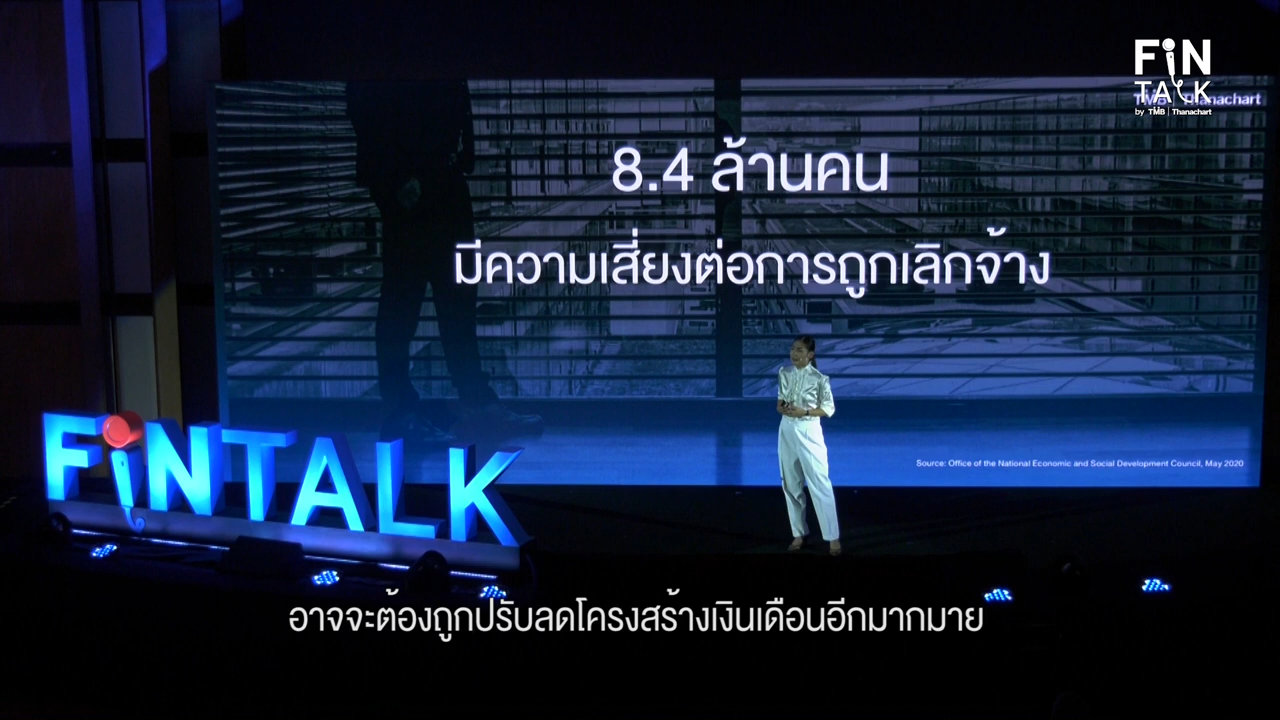 FiN
TALK
by TMB | Thanachart
Thanachart
8.4 ล้านคน
มีความเสี่ยงต่อการถูกเลิกจ้าง
Source: Office of the National Economic and Social Development Council, May 2020
FiNTALK
อาจจะต้องถูกปรับลดโครงสร้างเงินเดือนอีกมากมาย